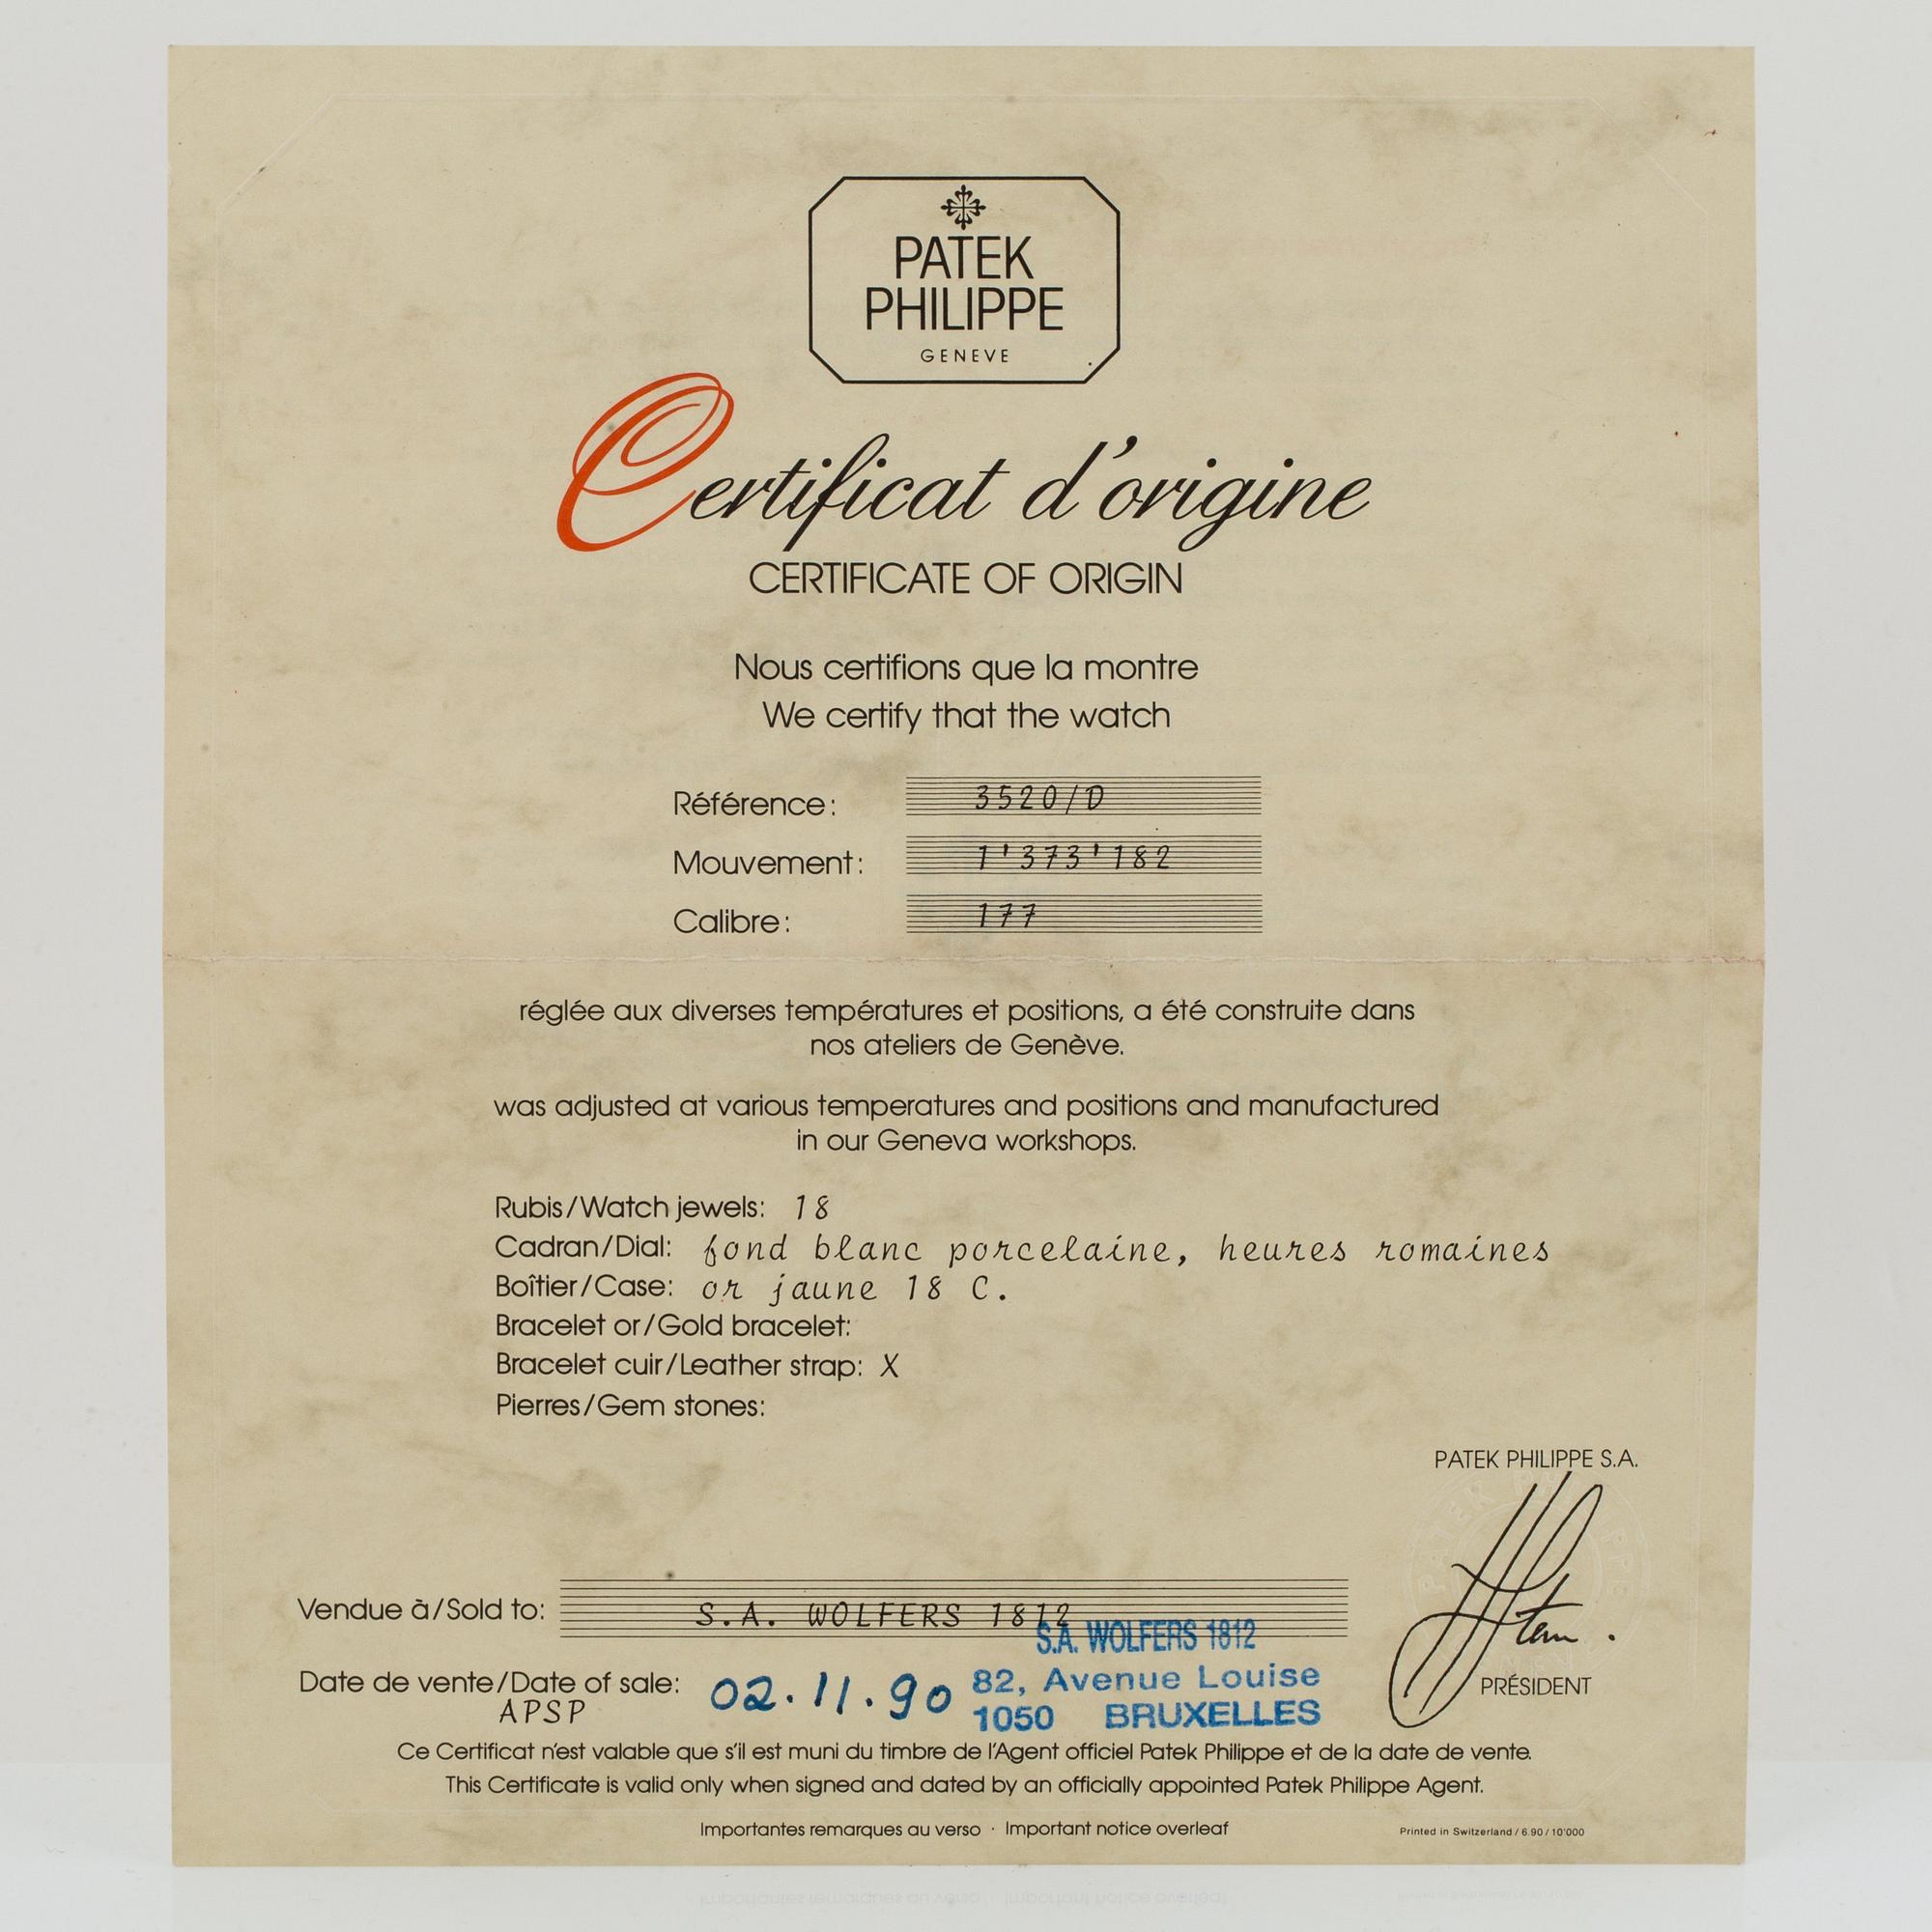 PATEK
PHILIPPE
GENEVE
Certificat d'origine
CERTIFICATE OF ORIGIN
Nous certifions que la montre
We certify that the watch
Référence: 3520/D
Mouvement: 1'373'182
Calibre: 177
réglée aux diverses températures et positions, a été construite dans
nos ateliers de Genève.
was adjusted at various temperatures and positions and manufactured
in our Geneva workshops.
Rubis/Watch jewels: 18
Cadran/Dial: fond blanc porcelaine, heures romaines
Boîtier/Case: or jaune 18 C.
Bracelet or/Gold bracelet:
Bracelet cuir/Leather strap: X
Pierres/Gem stones:
PATEK PHILIPPE S.A.
Vendue à/Sold to: S.A. WOLFERS 1812
S.A. WOLFERS 1812
82, Avenue Louise
1050 BRUXELLES
Date de vente/Date of sale: 02.11.90
APSP
PRÉSIDENT
Ce Certificat n'est valable que s'il est muni du timbre de l'Agent officiel Patek Philippe et de la date de vente.
This Certificate is valid only when signed and dated by an officially appointed Patek Philippe Agent.
Importantes remarques au verso · Important notice overleaf
Printed in Switzerland / 6.90 / 10'000